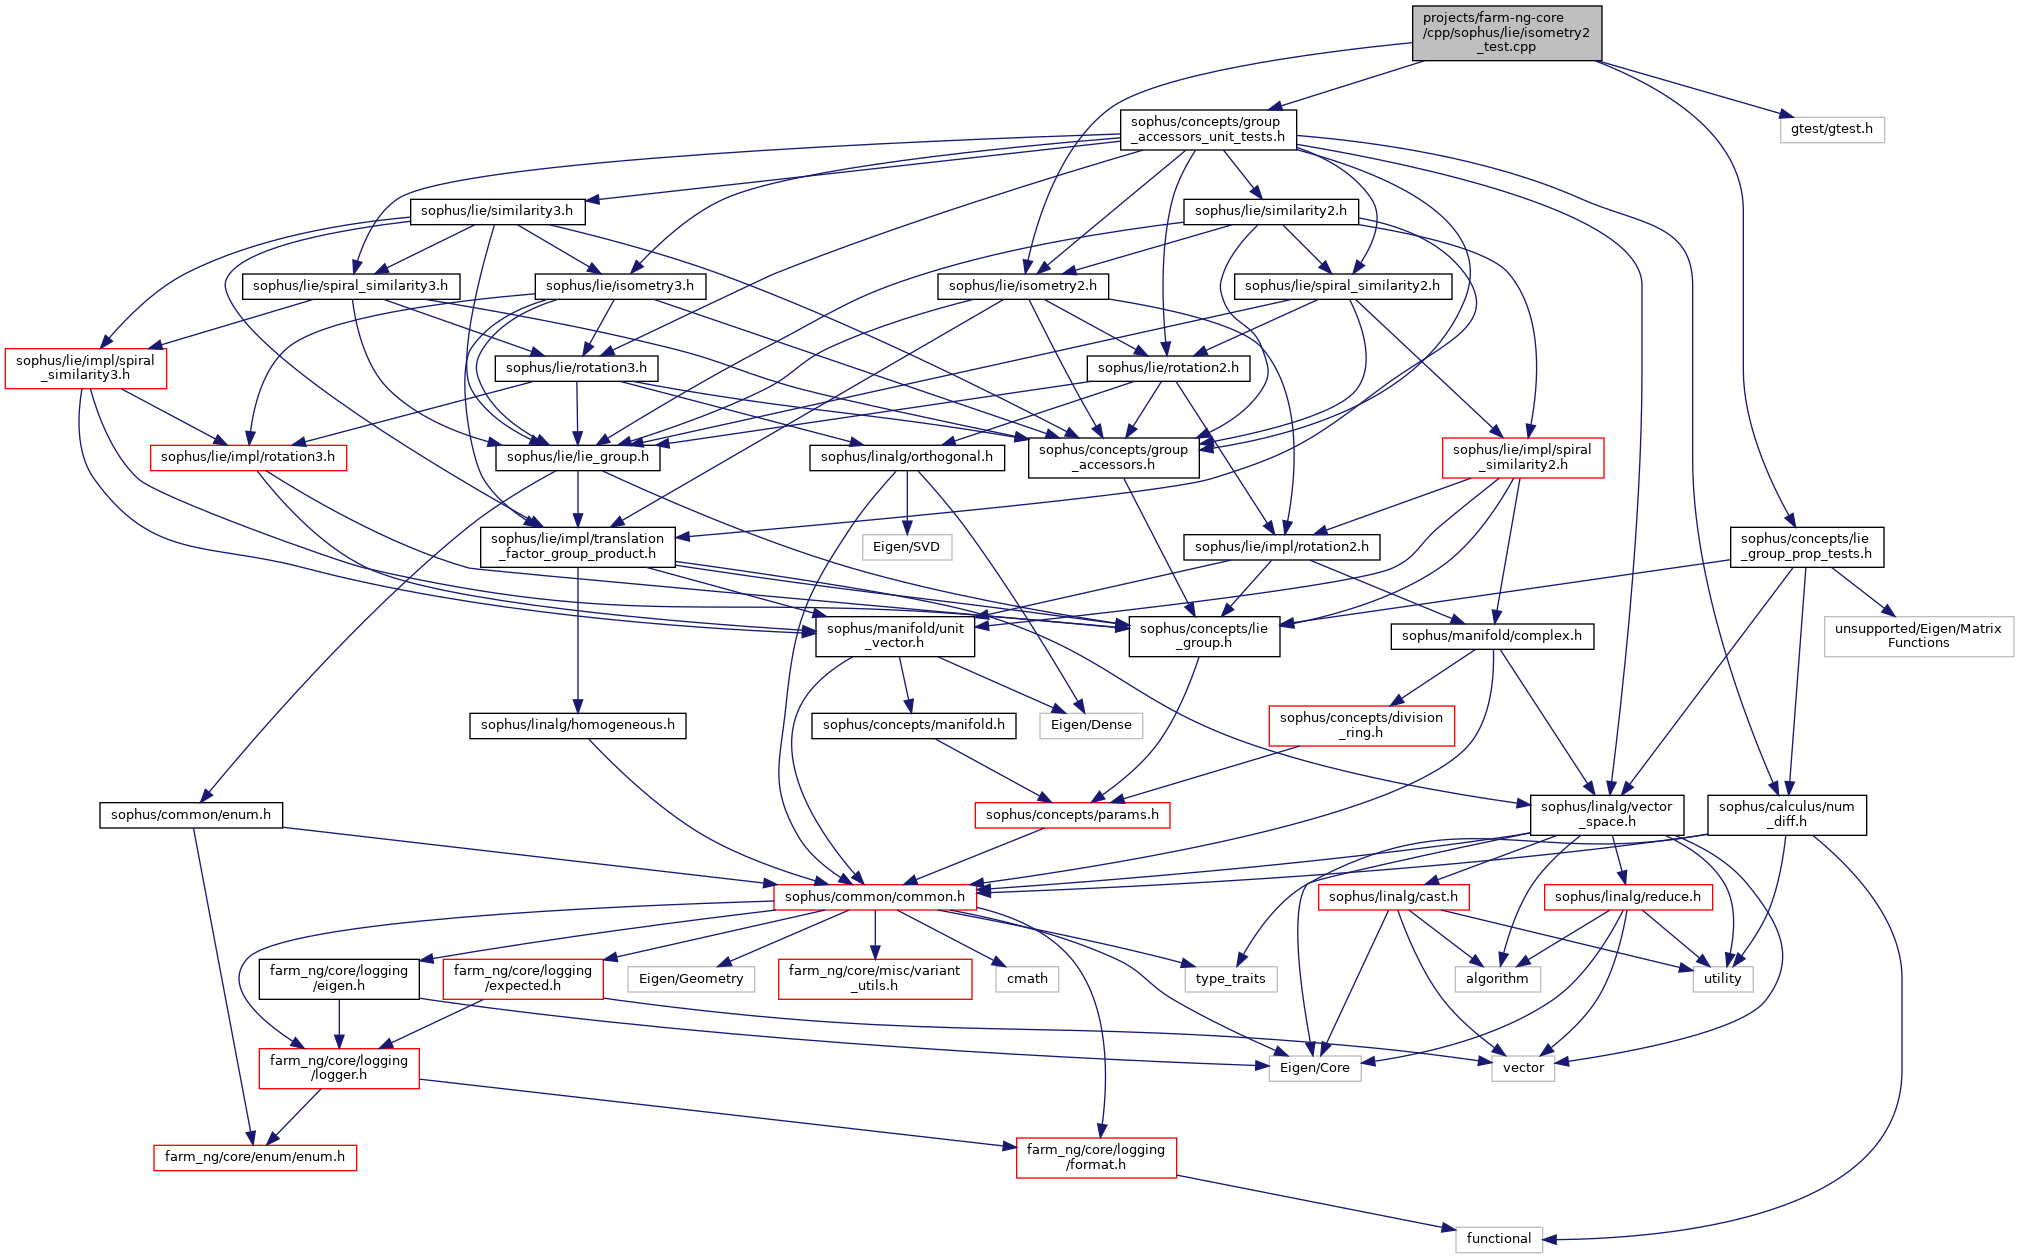 projects/farm-ng-core
/cpp/sophus/lie/isometry2
_test.cpp
sophus/concepts/group
_accessors_unit_tests.h
gtest/gtest.h
sophus/lie/similarity3.h
sophus/lie/similarity2.h
sophus/lie/spiral_similarity3.h
sophus/lie/isometry3.h
sophus/lie/isometry2.h
sophus/lie/spiral_similarity2.h
sophus/lie/impl/spiral
_similarity3.h
sophus/lie/rotation3.h
sophus/lie/rotation2.h
sophus/lie/impl/rotation3.h
sophus/lie/lie_group.h
sophus/linalg/orthogonal.h
sophus/concepts/group
_accessors.h
sophus/lie/impl/spiral
_similarity2.h
sophus/lie/impl/translation
_factor_group_product.h
Eigen/SVD
sophus/lie/impl/rotation2.h
sophus/concepts/lie
_group_prop_tests.h
sophus/manifold/unit
_vector.h
sophus/concepts/lie
_group.h
sophus/manifold/complex.h
unsupported/Eigen/Matrix
Functions
sophus/linalg/homogeneous.h
sophus/concepts/manifold.h
Eigen/Dense
sophus/concepts/division
_ring.h
sophus/common/enum.h
sophus/concepts/params.h
sophus/linalg/vector
_space.h
sophus/calculus/num
_diff.h
sophus/common/common.h
sophus/linalg/cast.h
sophus/linalg/reduce.h
farm_ng/core/logging
/eigen.h
farm_ng/core/logging
/expected.h
Eigen/Geometry
farm_ng/core/misc/variant
_utils.h
cmath
type_traits
algorithm
utility
farm_ng/core/logging
/logger.h
Eigen/Core
vector
farm_ng/core/enum/enum.h
farm_ng/core/logging
/format.h
functional